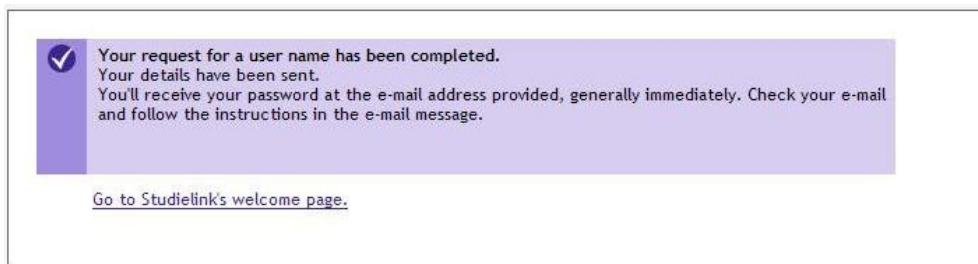 Your request for a user name has been completed.
Your details have been sent.
You'll receive your password at the e-mail address provided, generally immediately. Check your e-mail
and follow the instructions in the e-mail message.
Go to Studielink's welcome page.